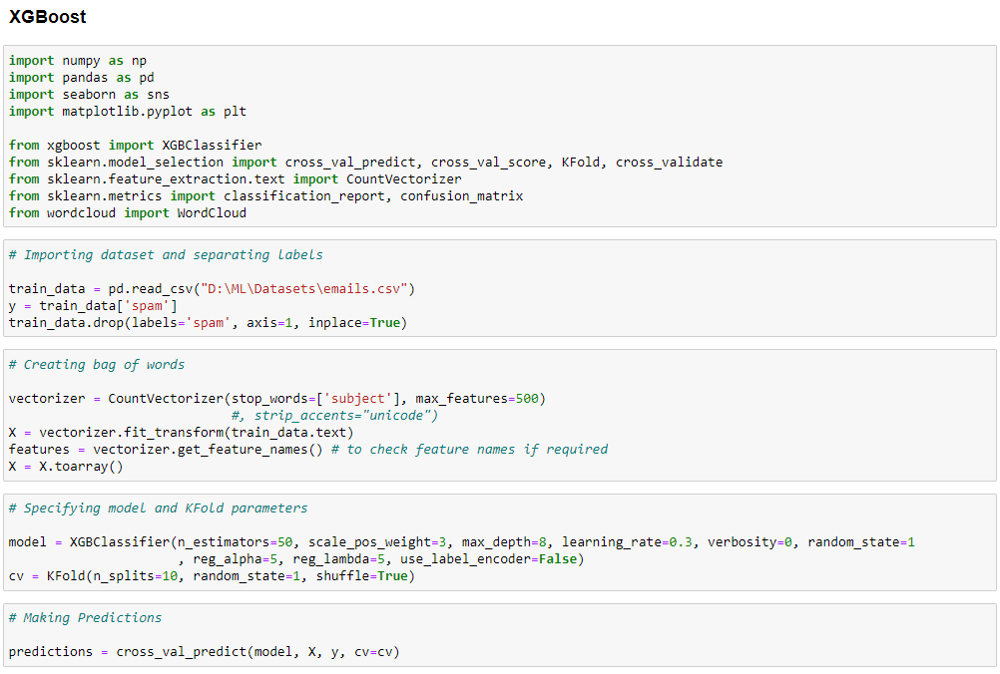 XGBoost
import numpy as np
import pandas as pd
import seaborn as sns
import matplotlib.pyplot as plt
from xgboost import XGBClassifier
from sklearn.model_selection import cross_val_predict, cross_val_score, KFold, cross_validate
from sklearn.feature_extraction.text import CountVectorizer
from sklearn.metrics import classification_report, confusion_matrix
from wordcloud import WordCloud
# Importing dataset and separating labels
train_data = pd.read_csv("D:\ML\Datasets\emails.csv")
y = train_data['spam']
train_data.drop(labels='spam', axis=1, inplace=True)
# Creating bag of words
vectorizer = CountVectorizer(stop_words=['subject'], max_features=500)
#, strip_accents="unicode")
X = vectorizer.fit_transform(train_data.text)
features = vectorizer.get_feature_names() # to check feature names if required
X = X.toarray()
# Specifying model and KFold parameters
model = XGBClassifier(n_estimators=50, scale_pos_weight=3, max_depth=8, learning_rate=0.3, verbosity=0, random_state=1
, reg_alpha=5, reg_lambda=5, use_label_encoder=False)
cv = KFold(n_splits=10, random_state=1, shuffle=True)
# Making Predictions
predictions = cross_val_predict(model, X, y, cv=cv)